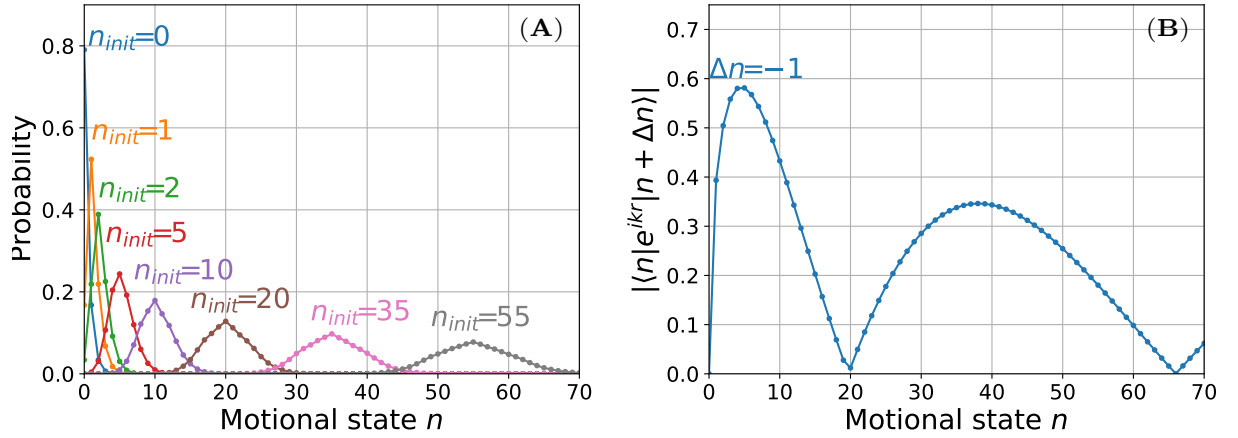 (A)
n_init=0
n_init=1
n_init=2
n_init=5
n_init=10
n_init=20
n_init=35
n_init=55
Probability
0.8
0.6
0.4
0.2
0.0
0 10 20 30 40 50 60 70
Motional state n
(B)
Δn=−1
|⟨n|e^{ikr}|n + Δn⟩|
0.7
0.6
0.5
0.4
0.3
0.2
0.1
0.0
0 10 20 30 40 50 60 70
Motional state n